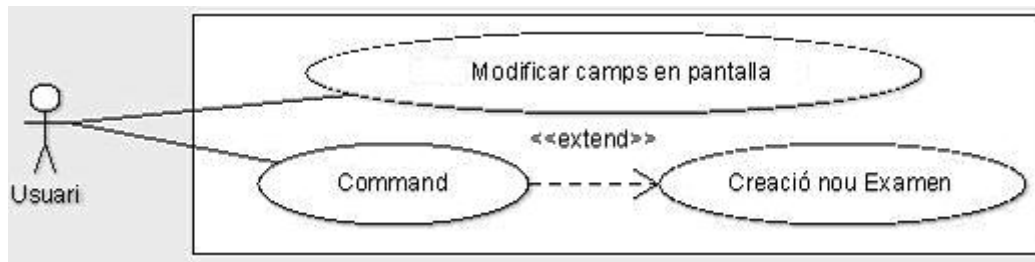 Modificar camps en pantalla
<<extend>>
Command
Creació nou Examen
Usuari